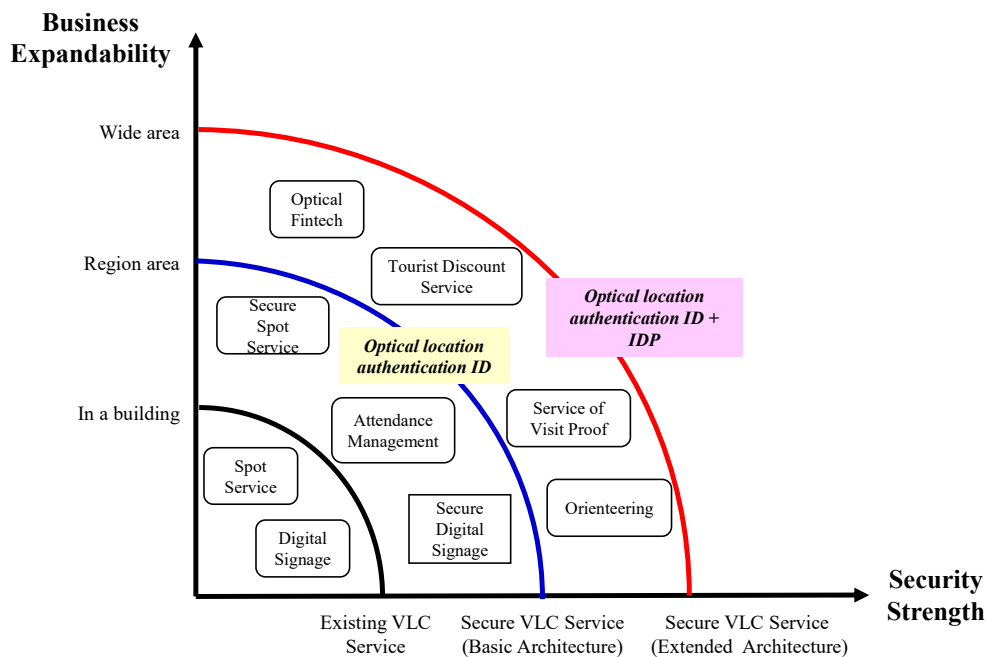 Business
Expandability
Wide area
Optical
Fintech
Region area
Tourist Discount
Service
Optical location
authentication ID +
IDP
Secure
Spot
Service
Optical location
authentication ID
In a building
Attendance
Management
Service of
Visit Proof
Spot
Service
Secure
Digital
Signage
Orienteering
Digital
Signage
Security
Strength
Existing VLC
Service
Secure VLC Service
(Basic Architecture)
Secure VLC Service
(Extended Architecture)